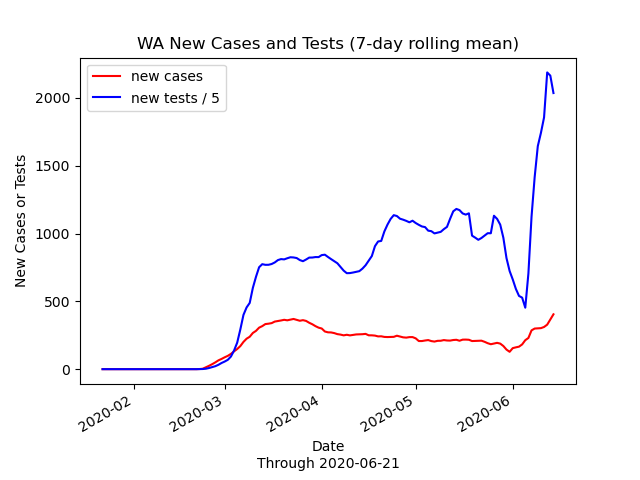 WA New Cases and Tests (7-day rolling mean)
new cases
new tests / 5
New Cases or Tests
2000
1500
1000
500
0
2020-02
2020-03
2020-04
2020-05
2020-06
Date
Through 2020-06-21